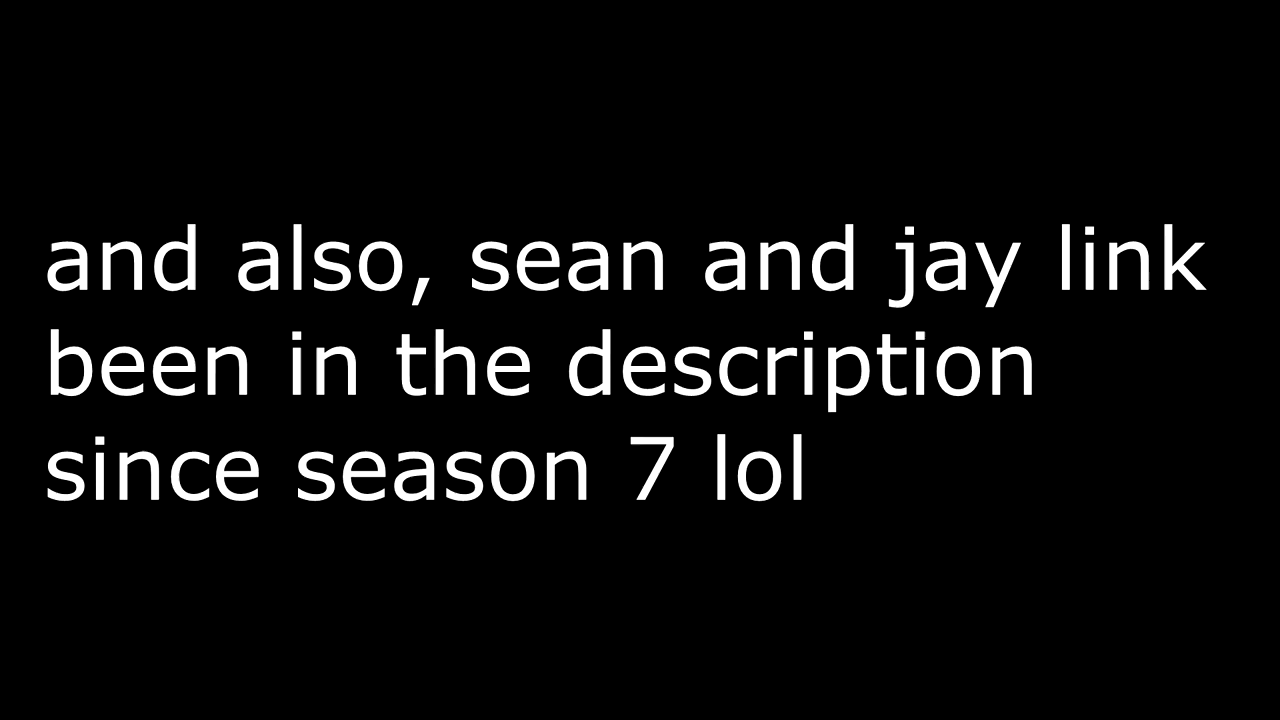 and also, sean and jay link
been in the description
since season 7 lol